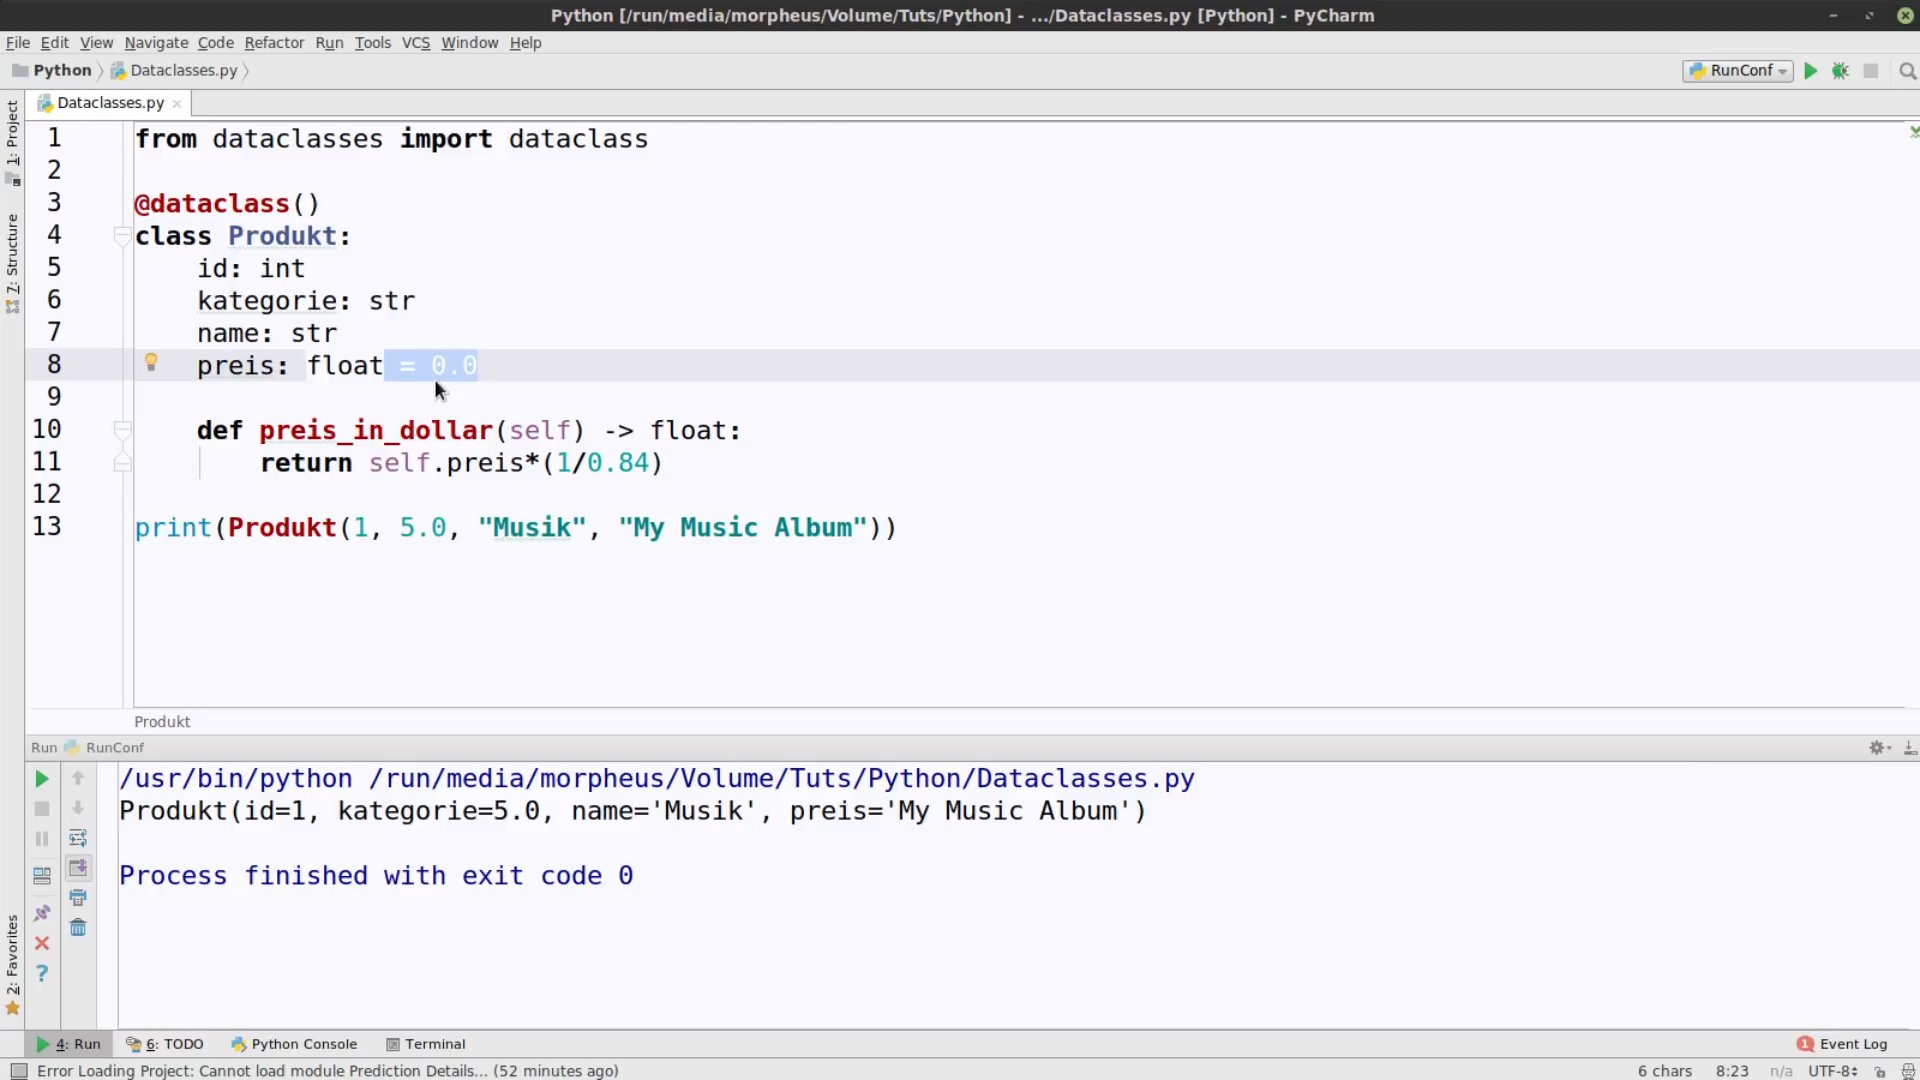 Python [/run/media/morpheus/Volume/Tuts/Python] - .../Dataclasses.py [Python] - PyCharm
File Edit View Navigate Code Refactor Run Tools VCS Window Help
Python Dataclasses.py RunConf
Dataclasses.py
1: Project
7: Structure
2: Favorites
1 from dataclasses import dataclass
2
3 @dataclass()
4 class Produkt:
5 id: int
6 kategorie: str
7 name: str
8 preis: float = 0.0
9
10 def preis_in_dollar(self) -> float:
11 return self.preis*(1/0.84)
12
13 print(Produkt(1, 5.0, "Musik", "My Music Album"))
Produkt
Run RunConf
/usr/bin/python /run/media/morpheus/Volume/Tuts/Python/Dataclasses.py
Produkt(id=1, kategorie=5.0, name='Musik', preis='My Music Album')
Process finished with exit code 0
4: Run 6: TODO Python Console Terminal 1 Event Log
Error Loading Project: Cannot load module Prediction Details... (52 minutes ago) 6 chars 8:23 n/a UTF-8